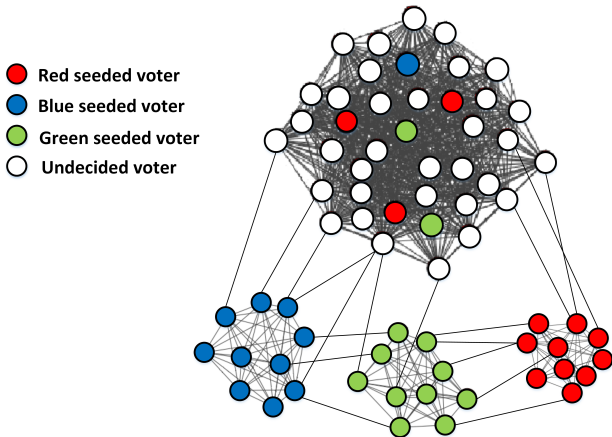 Red seeded voter
Blue seeded voter
Green seeded voter
Undecided voter